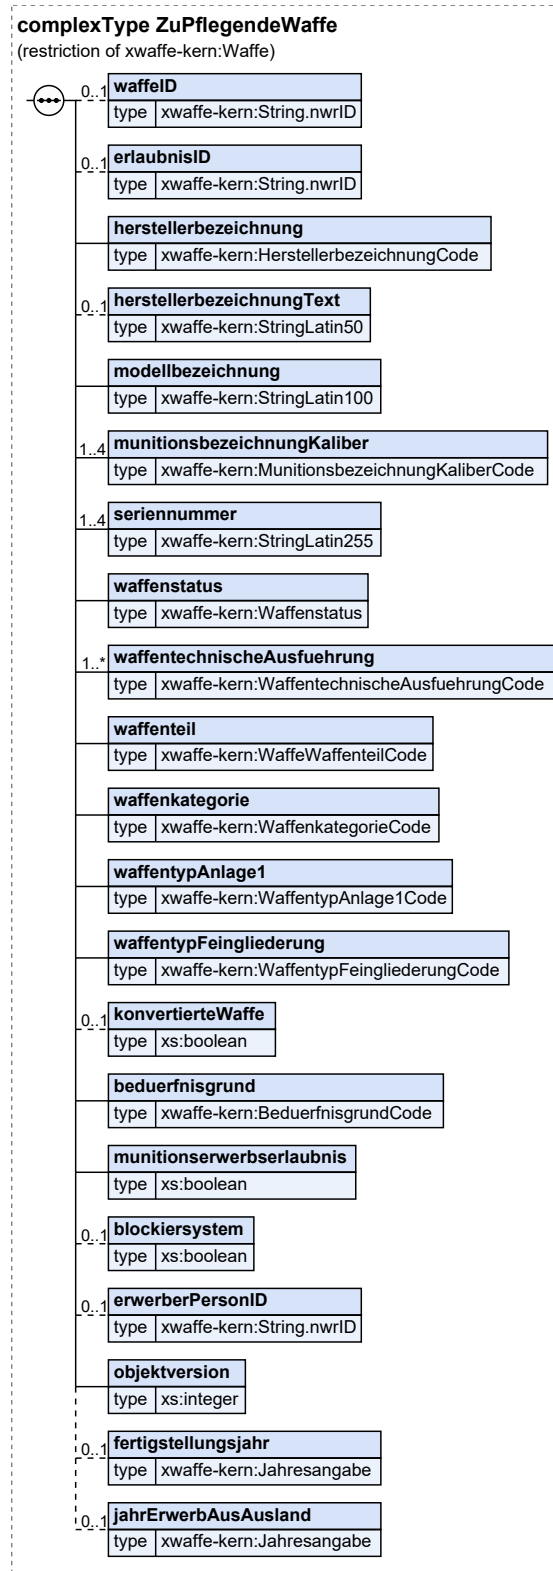 complexType ZuPflegendeWaffe
(restriction of xwaffe-kern:Waffe)
0..1 waffeID
type xwaffe-kern:String.nwrID
0..1 erlaubnisID
type xwaffe-kern:String.nwrID
herstellerbezeichnung
type xwaffe-kern:HerstellerbezeichnungCode
0..1 herstellerbezeichnungText
type xwaffe-kern:StringLatin50
modellbezeichnung
type xwaffe-kern:StringLatin100
1..4 munitionsbezeichnungKaliber
type xwaffe-kern:MunitionsbezeichnungKaliberCode
1..4 seriennummer
type xwaffe-kern:StringLatin255
waffenstatus
type xwaffe-kern:Waffenstatus
1..* waffentechnischeAusfuehrung
type xwaffe-kern:WaffentechnischeAusfuehrungCode
waffenteil
type xwaffe-kern:WaffeWaffenteilCode
waffenkategorie
type xwaffe-kern:WaffenkategorieCode
waffentypAnlage1
type xwaffe-kern:WaffentypAnlage1Code
waffentypFeingliederung
type xwaffe-kern:WaffentypFeingliederungCode
0..1 konvertierteWaffe
type xs:boolean
beduerfnisgrund
type xwaffe-kern:BeduerfnisgrundCode
munitionserwerbserlaubnis
type xs:boolean
0..1 blockiersystem
type xs:boolean
0..1 erwerberPersonID
type xwaffe-kern:String.nwrID
objektversion
type xs:integer
0..1 fertigstellungsjahr
type xwaffe-kern:Jahresangabe
0..1 jahrErwerbAusAusland
type xwaffe-kern:Jahresangabe